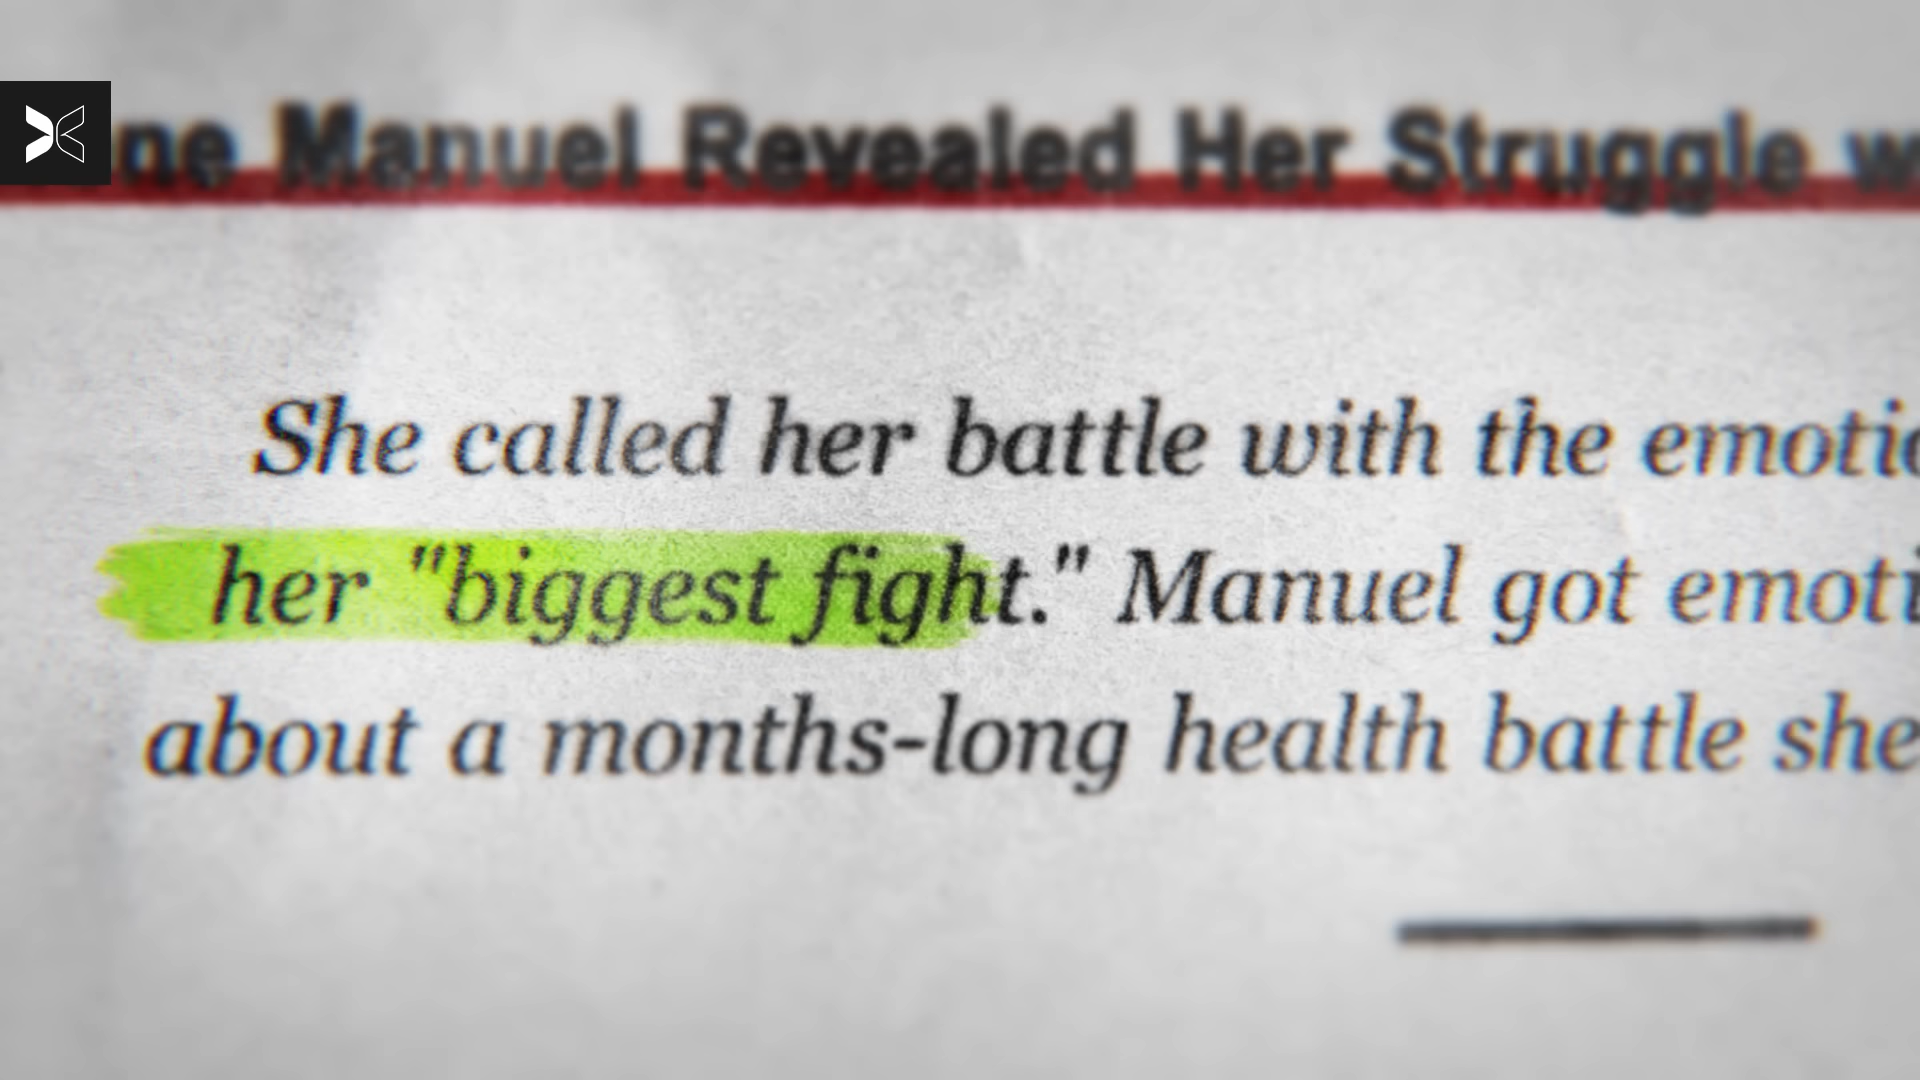 ne Manuel Revealed Her Struggle w
She called her battle with the emotio
her "biggest fight." Manuel got emoti
about a months-long health battle she